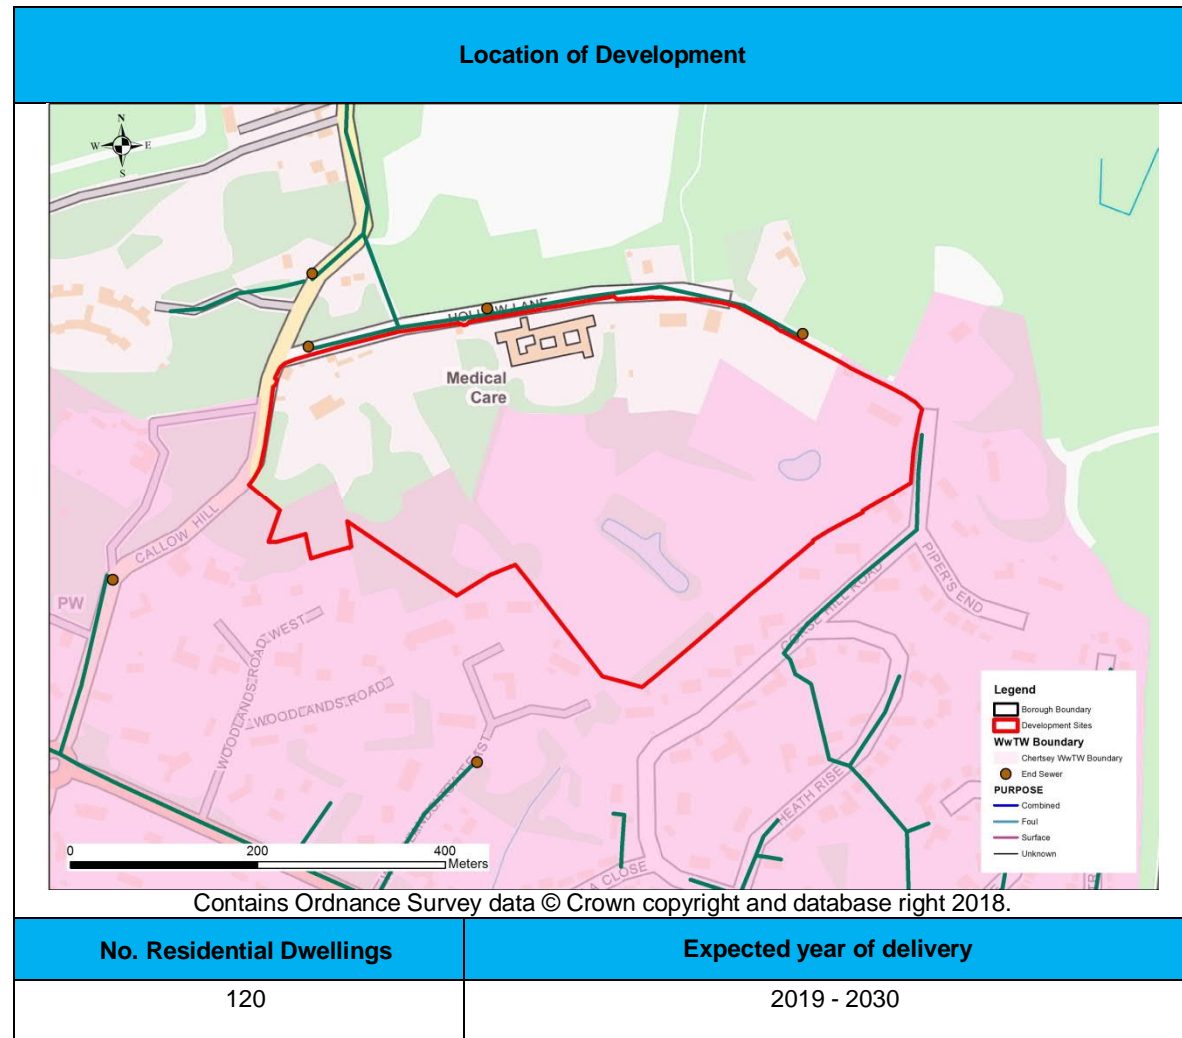 Location of Development
N
W E
S
HOLLOW LANE
Medical
Care
CALLOW HILL
PW
PIPER'S END
GORSE HILL ROAD
WOODLANDS ROAD WEST
WOODLANDS ROAD
HEATH RISE
CLOSE
Legend
Borough Boundary
Development Sites
WwTW Boundary
Chertsey WwTW Boundary
End Sewer
PURPOSE
Combined
Foul
Surface
Unknown
0 200 400
Meters
Contains Ordnance Survey data © Crown copyright and database right 2018.
No. Residential Dwellings
Expected year of delivery
120
2019 - 2030